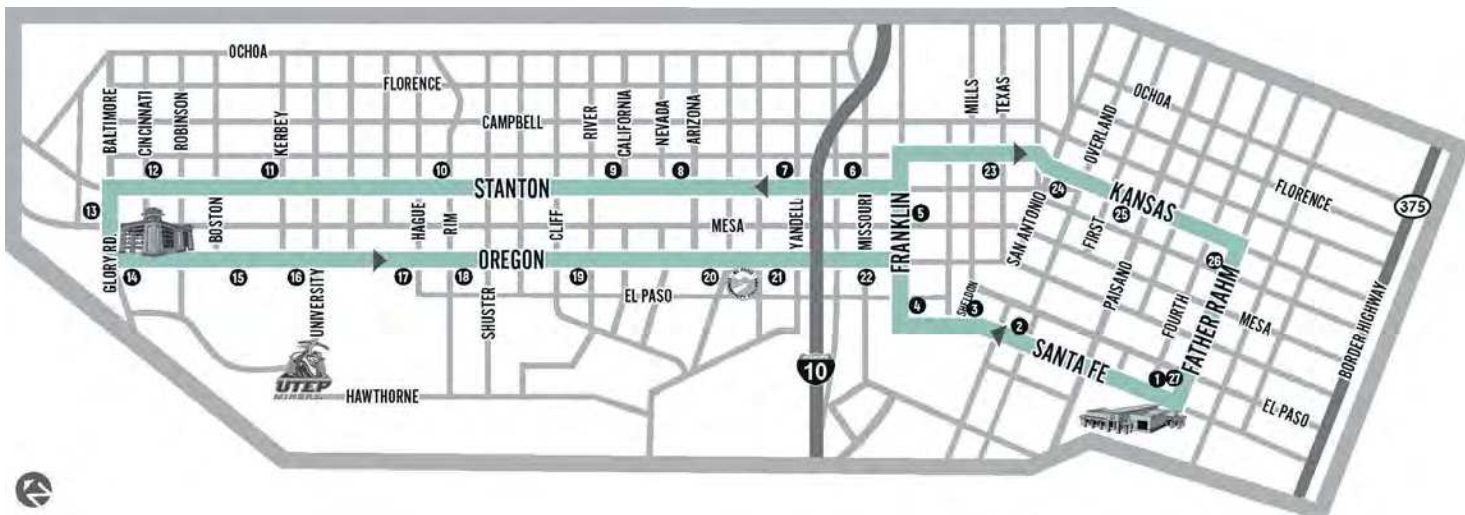 OCHOA
FLORENCE
BALTIMORE
CINCINNATI
ROBINSON
KERBEY
CAMPBELL
RIVER
CALIFORNIA
NEVADA
ARIZONA
MILLS
TEXAS
OCHOA
OVERLAND
12
11
10
9
8
7
6
23
24
STANTON
KANSAS
FLORENCE
375
13
5
25
BOSTON
HAGUE
RIM
CLIFF
MESA
YANDELL
MISSOURI
FRANKLIN
SAN ANTONIO
FIRST
GLORY RD
OREGON
26
14
15
16
17
18
19
20
21
22
UNIVERSITY
SHUSTER
EL PASO
4
SHELDON
3
2
PAISANO
FOURTH
FATHER RAHM
MESA
BORDER HIGHWAY
SANTA FE
1
27
UTEP
MINERS
HAWTHORNE
10
EL PASO